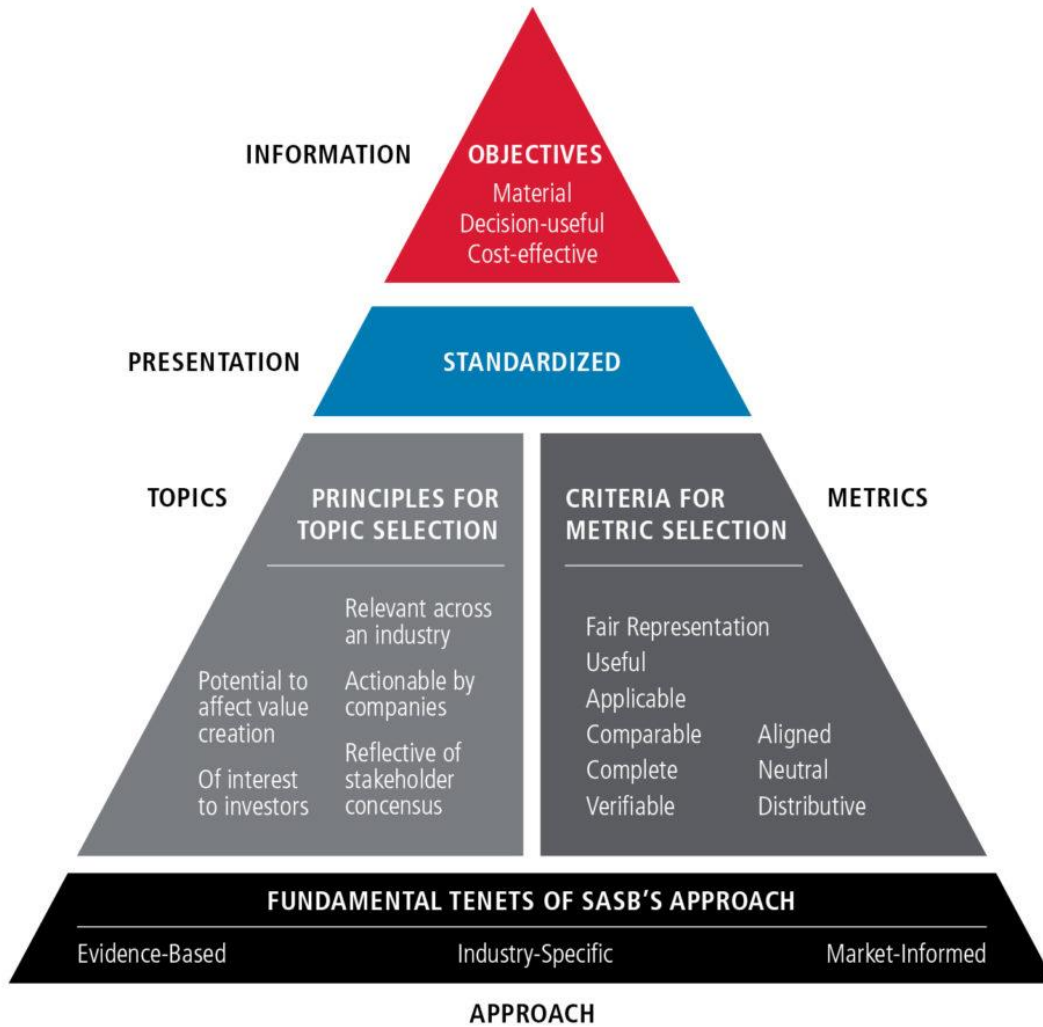 INFORMATION
OBJECTIVES
Material
Decision-useful
Cost-effective
PRESENTATION
STANDARDIZED
TOPICS
PRINCIPLES FOR
TOPIC SELECTION
Potential to
affect value
creation
Of interest
to investors
Relevant across
an industry
Actionable by
companies
Reflective of
stakeholder
concensus
CRITERIA FOR
METRIC SELECTION
METRICS
Fair Representation
Useful
Applicable
Comparable
Complete
Verifiable
Aligned
Neutral
Distributive
FUNDAMENTAL TENETS OF SASB'S APPROACH
Evidence-Based
Industry-Specific
Market-Informed
APPROACH